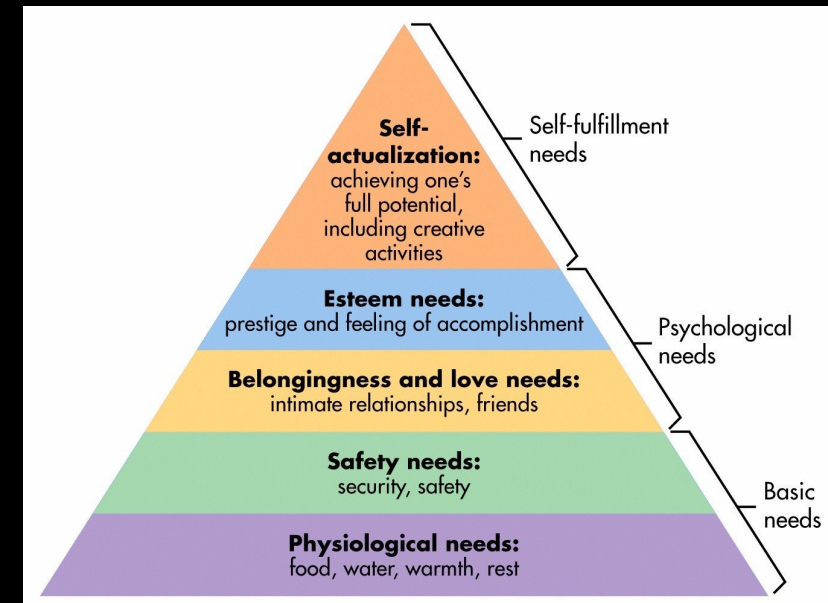 Self-
actualization:
achieving one's
full potential,
including creative
activities
Self-fulfillment
needs
Esteem needs:
prestige and feeling of accomplishment
Psychological
needs
Belongingness and love needs:
intimate relationships, friends
Safety needs:
security, safety
Basic
needs
Physiological needs:
food, water, warmth, rest